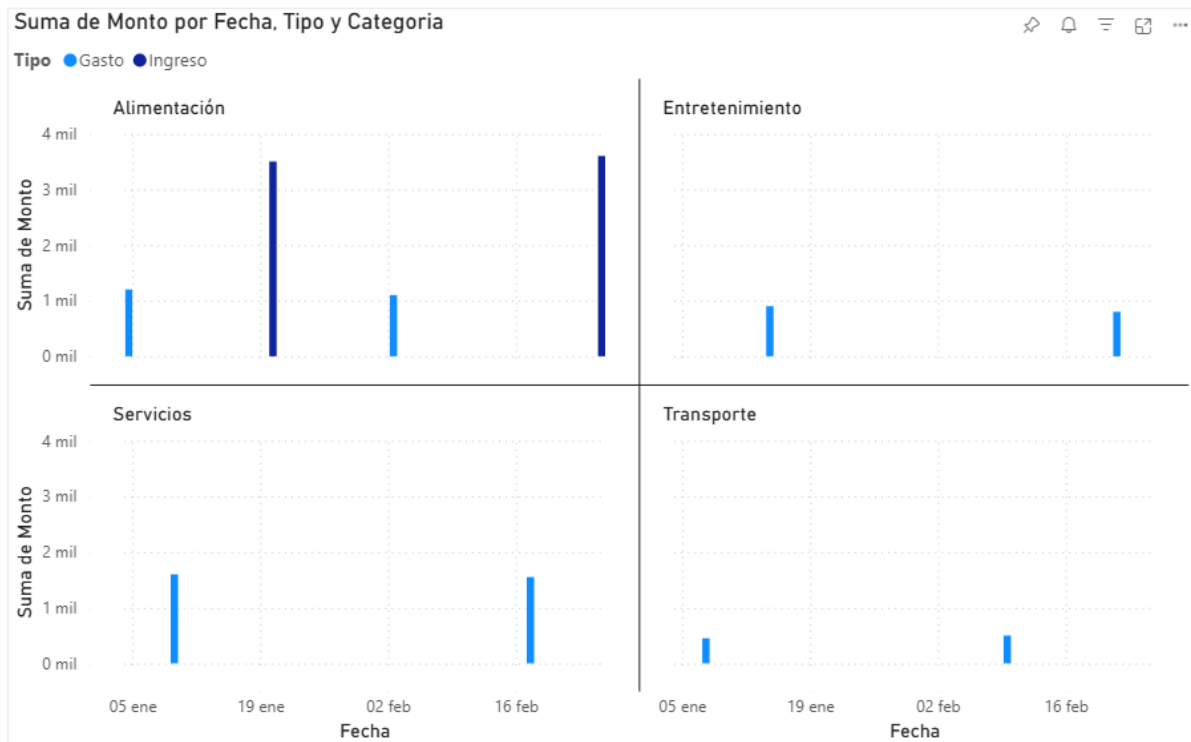 Suma de Monto por Fecha, Tipo y Categoria
Tipo Gasto Ingreso
Alimentación
4 mil
3 mil
2 mil
1 mil
0 mil
Suma de Monto
Entretenimiento
Servicios
4 mil
3 mil
2 mil
1 mil
0 mil
Suma de Monto
05 ene 19 ene 02 feb 16 feb
Fecha
Transporte
05 ene 19 ene 02 feb 16 feb
Fecha